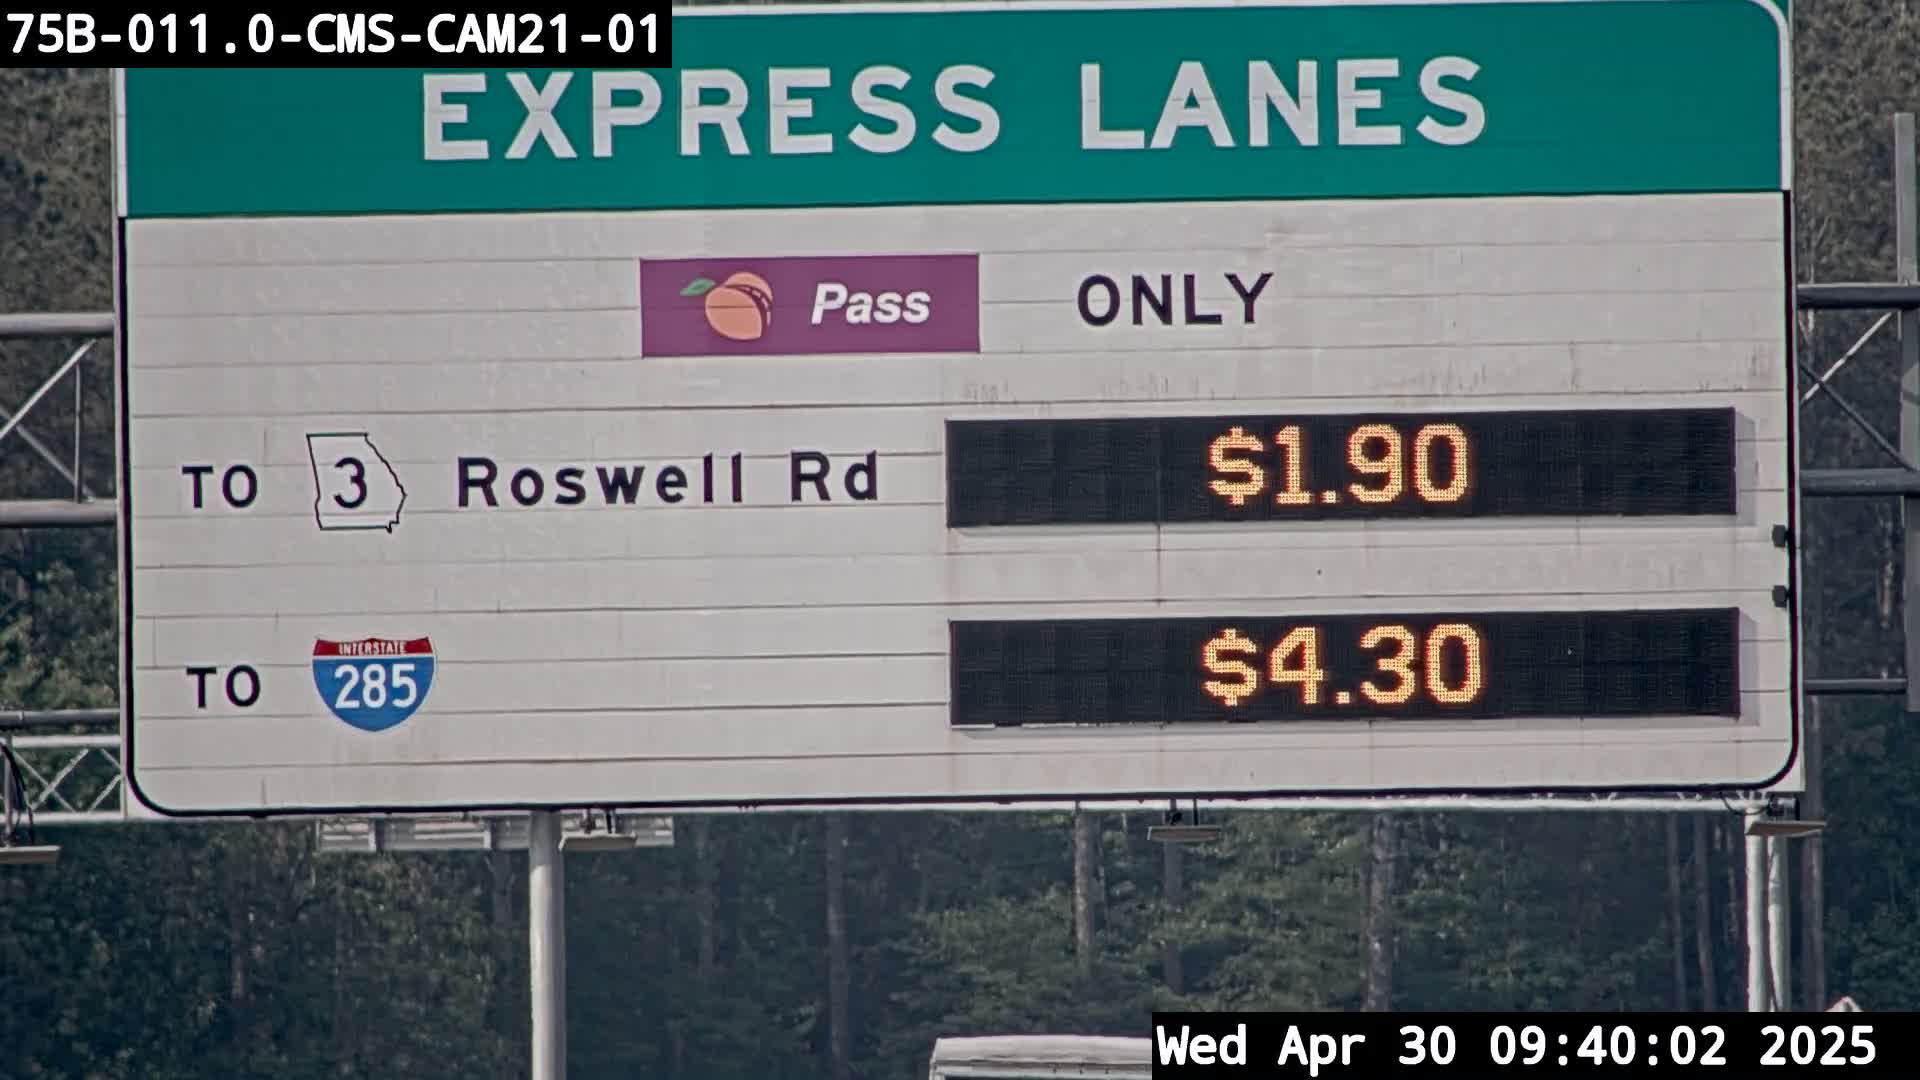 75B-011.0-CMS-CAM21-01
EXPRESS LANES
Pass ONLY
TO 3 Roswell Rd $1.90
TO INTERSTATE 285 $4.30
Wed Apr 30 09:40:02 2025